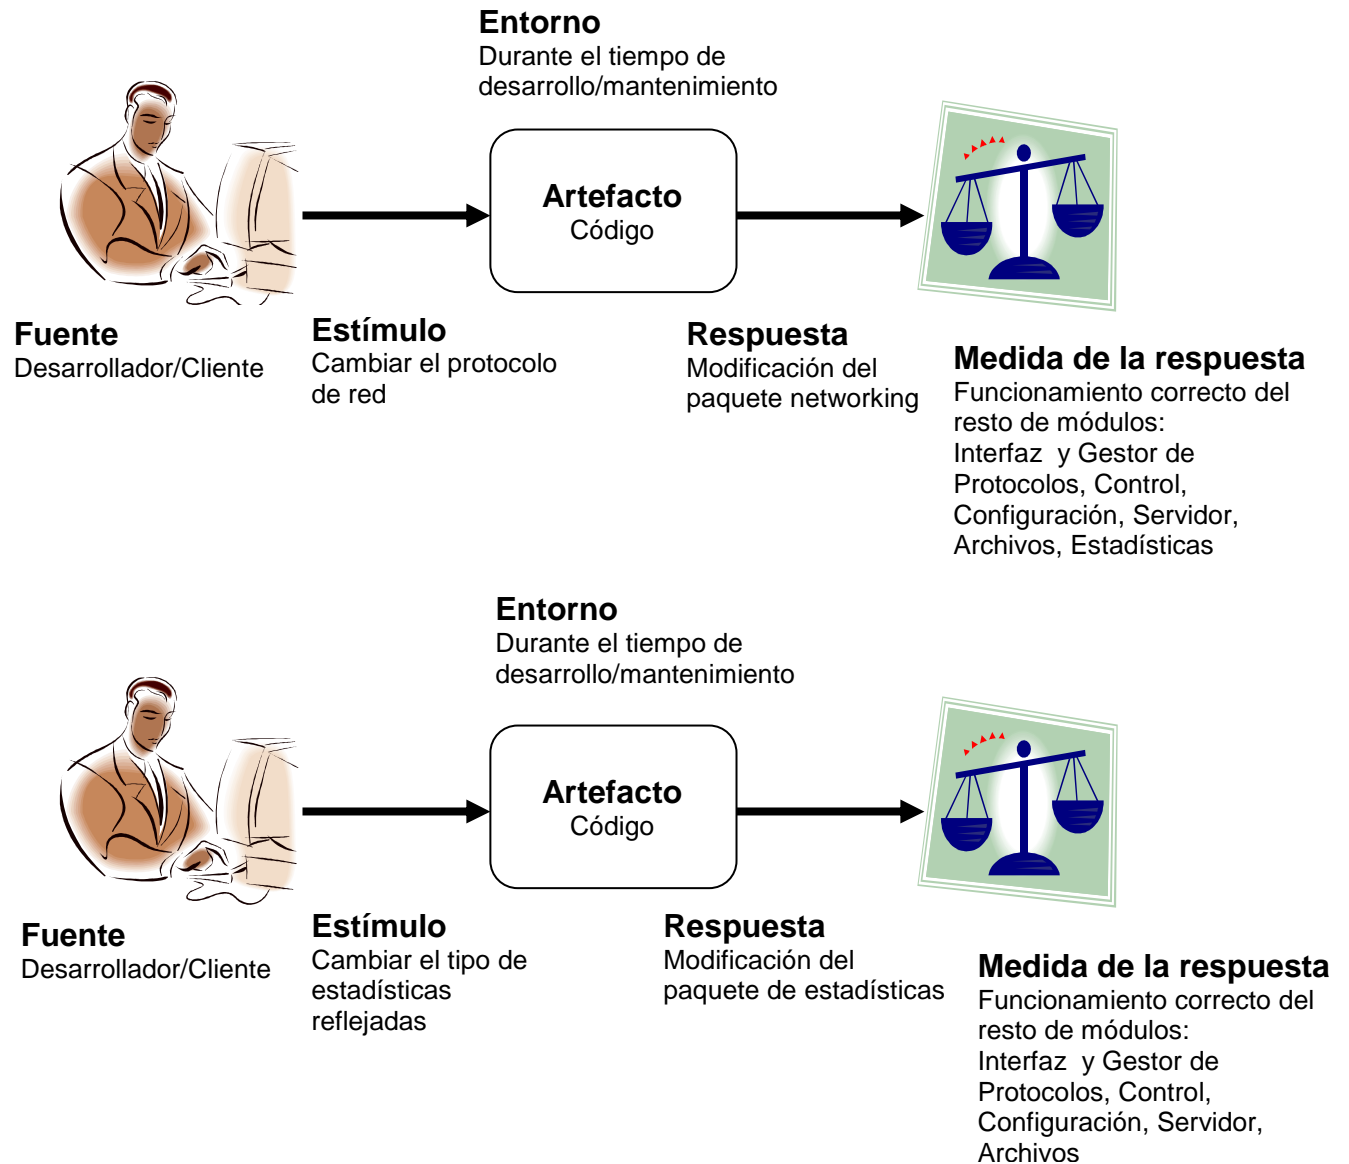 Entorno
Durante el tiempo de
desarrollo/mantenimiento
Artefacto
Código
Fuente
Desarrollador/Cliente
Estímulo
Cambiar el protocolo
de red
Respuesta
Modificación del
paquete networking
Medida de la respuesta
Funcionamiento correcto del
resto de módulos:
Interfaz  y Gestor de
Protocolos, Control,
Configuración, Servidor,
Archivos, Estadísticas
Entorno
Durante el tiempo de
desarrollo/mantenimiento
Artefacto
Código
Fuente
Desarrollador/Cliente
Estímulo
Cambiar el tipo de
estadísticas
reflejadas
Respuesta
Modificación del
paquete de estadísticas
Medida de la respuesta
Funcionamiento correcto del
resto de módulos:
Interfaz  y Gestor de
Protocolos, Control,
Configuración, Servidor,
Archivos